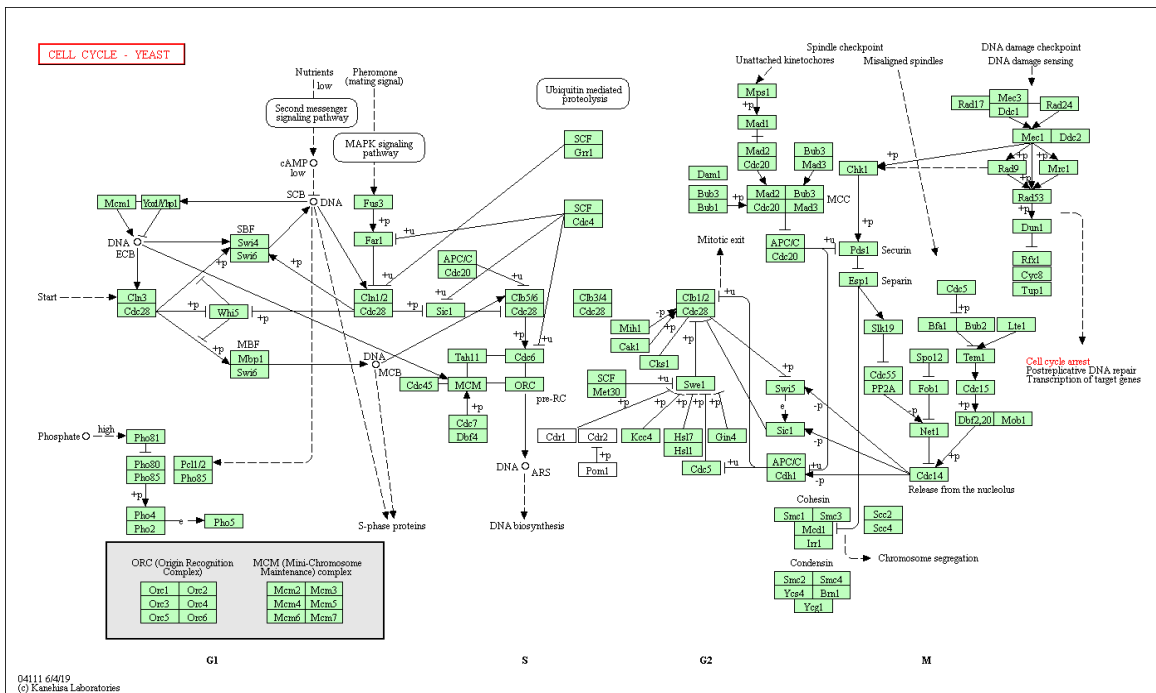 CELL CYCLE - YEAST
Nutrients
low
Pheromone
(mating signal)
Second messenger
signaling pathway
MAPK signaling
pathway
cAMP
low
SCB
DNA
Ubiquitin mediated
proteolysis
SCF
Grr1
SCF
Cdc4
+u
Mcm1
Yox1/Yhp1
DNA
ECB
SBF
Swi4
Swi6
+p
+p
Fus3
+p
Far1
Start
Cln3
Cdc28
+p
Whi5
+p
Cln1/2
Cdc28
+u
+p
Sic1
+u
+p
APC/C
Cdc20
+u
Clb5/6
Cdc28
Clb3/4
Cdc28
+p
MBF
Mbp1
Swi6
DNA
MCB
+p
+u
Tah11
Cdc6
Cdc45
MCM
ORC
pre-RC
+p
Cdc7
Dbf4
DNA
ARS
DNA biosynthesis
S-phase proteins
Phosphate
high
Pho81
Pho80
Pho85
Pcl1/2
Pho85
+p
Pho4
Pho2
e
Pho5
Spindle checkpoint
Unattached kinetochores
Misaligned spindles
Mps1
+p
Mad1
Mad2
Cdc20
Bub3
Mad3
Dam1
Bub3
Bub1
+p
Mad2
Bub3
Cdc20
Mad3
MCC
Mitotic exit
APC/C
Cdc20
+u
Pds1
Securin
Esp1
Separin
Clb1/2
Cdc28
+u
Mih1
-p
Cak1
+p
Cks1
+p
SCF
Met30
+u
Swe1
+p
+p
+p
+p
Cdr1
Cdr2
+p
Pom1
Kcc4
Hsl7
Hsl1
Gin4
Cdc5
+u
APC/C
Cdh1
+u
-p
+p
Swi5
e
Sic1
-p
-p
DNA damage checkpoint
DNA damage sensing
Rad17
Mec3
Ddc1
Rad24
Mec1
Ddc2
+p
Chk1
+p
+p
+p
Rad9
Mrc1
+p
+p
Rad53
+p
Dun1
Rfx1
Cyc8
Tup1
Cell cycle arrest
Postreplicative DNA repair
Transcription of target genes
Cdc5
+p
Bfa1
Bub2
Lte1
Tem1
Cdc15
+p
Dbf2,20
Mob1
+p
Slk19
Cdc55
PP2A
-p
Spo12
Fob1
Net1
Cdc14
Release from the nucleolus
Cohesin
Smc1
Smc3
Mcd1
Irr1
Scc2
Scc4
Chromosome segregation
Condensin
Smc2
Smc4
Ycs4
Brn1
Ycg1
ORC (Origin Recognition
Complex)
Orc1
Orc2
Orc3
Orc4
Orc5
Orc6
MCM (Mini-Chromosome
Maintenance) complex
Mcm2
Mcm3
Mcm4
Mcm5
Mcm6
Mcm7
G1
S
G2
M
04111 6/4/19
(c) Kanehisa Laboratories